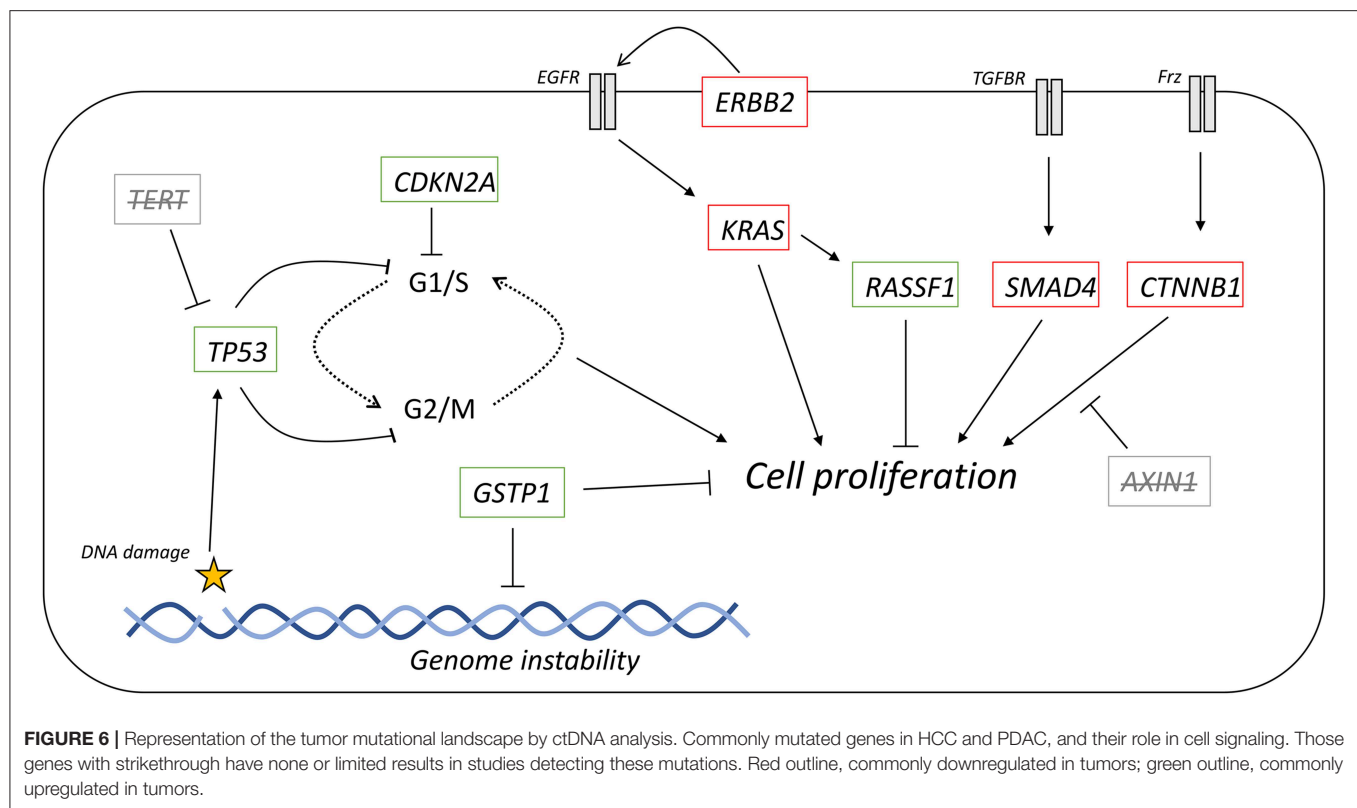 EGFR
ERBB2
TGFBR
Frz
TERT
CDKN2A
KRAS
G1/S
RASSF1
SMAD4
CTNNB1
TP53
G2/M
GSTP1
Cell proliferation
AXIN1
DNA damage
Genome instability
FIGURE 6 | Representation of the tumor mutational landscape by ctDNA analysis. Commonly mutated genes in HCC and PDAC, and their role in cell signaling. Those
genes with strikethrough have none or limited results in studies detecting these mutations. Red outline, commonly downregulated in tumors; green outline, commonly
upregulated in tumors.